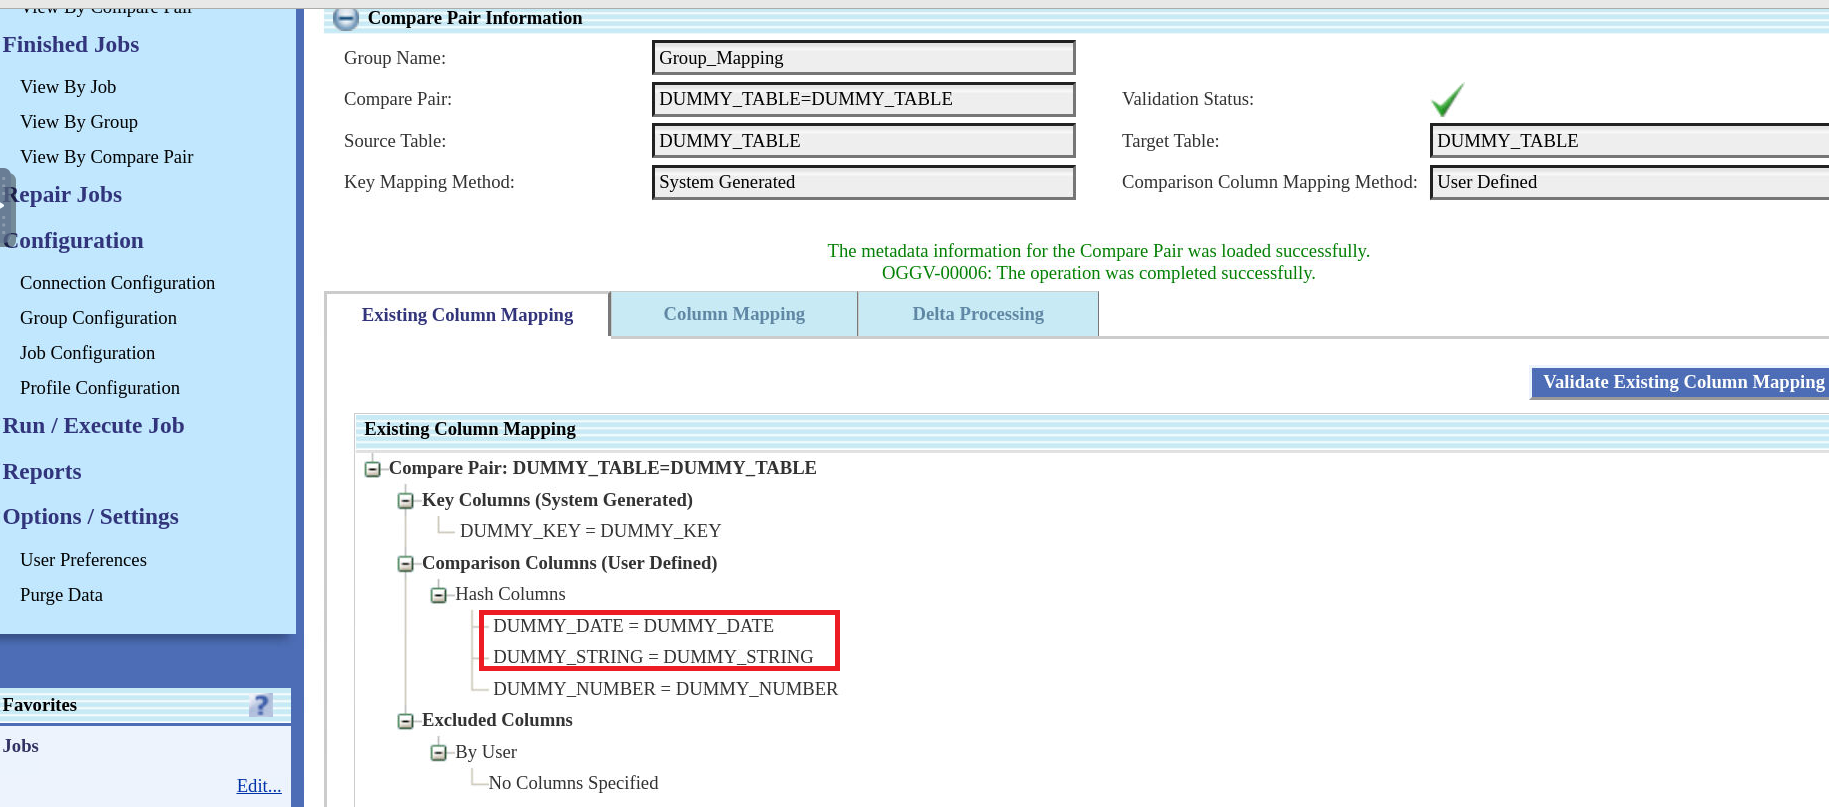 View By Compare Pair
Finished Jobs
View By Job
View By Group
View By Compare Pair
Repair Jobs
Configuration
Connection Configuration
Group Configuration
Job Configuration
Profile Configuration
Run / Execute Job
Reports
Options / Settings
User Preferences
Purge Data
Favorites ?
Jobs
Edit...
Compare Pair Information
Group Name: Group_Mapping
Compare Pair: DUMMY_TABLE=DUMMY_TABLE Validation Status:
Source Table: DUMMY_TABLE Target Table: DUMMY_TABLE
Key Mapping Method: System Generated Comparison Column Mapping Method: User Defined
The metadata information for the Compare Pair was loaded successfully.
OGGV-00006: The operation was completed successfully.
Existing Column Mapping Column Mapping Delta Processing
Validate Existing Column Mapping
Existing Column Mapping
Compare Pair: DUMMY_TABLE=DUMMY_TABLE
Key Columns (System Generated)
DUMMY_KEY = DUMMY_KEY
Comparison Columns (User Defined)
Hash Columns
DUMMY_DATE = DUMMY_DATE
DUMMY_STRING = DUMMY_STRING
DUMMY_NUMBER = DUMMY_NUMBER
Excluded Columns
By User
No Columns Specified